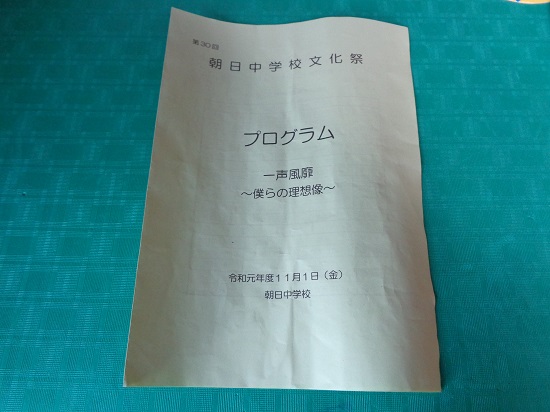 第30回
朝日中学校文化祭
プログラム
一声風靡
～僕らの理想像～
令和元年度１１月１日（金）
朝日中学校